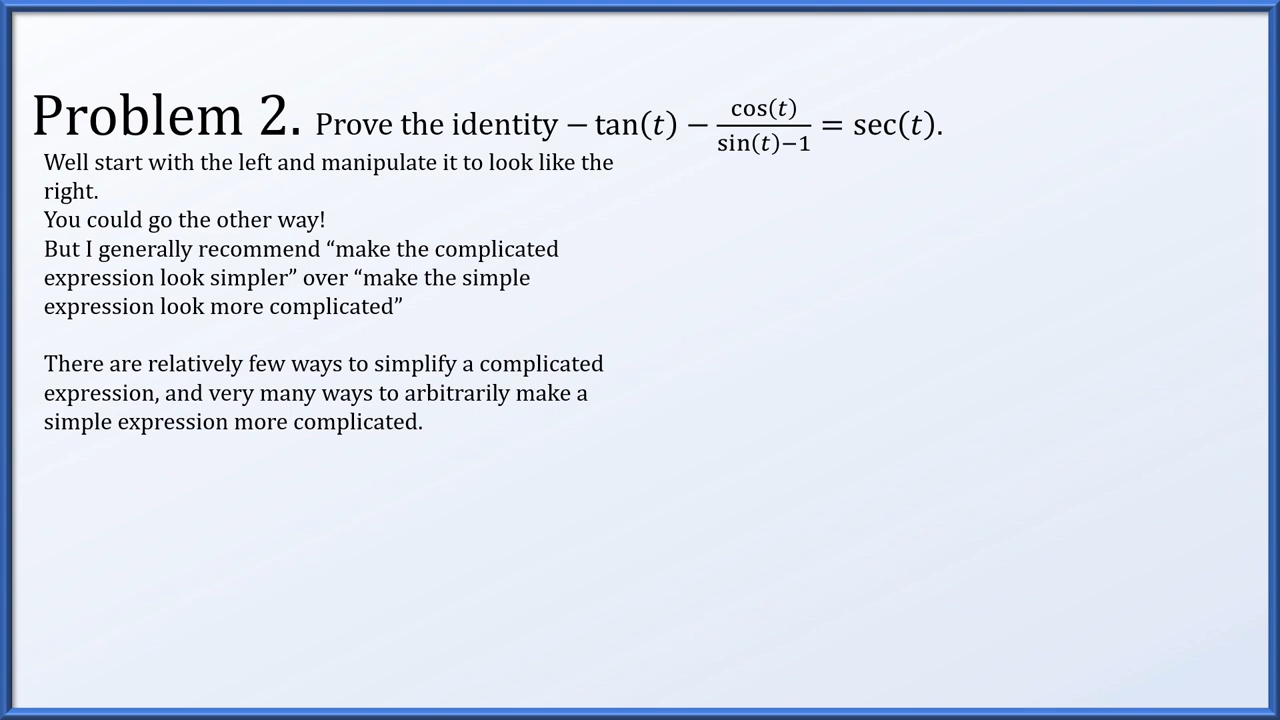 Problem 2. Prove the identity − tan(t) − cos(t)/sin(t)−1 = sec(t).
Well start with the left and manipulate it to look like the
right.
You could go the other way!
But I generally recommend “make the complicated
expression look simpler” over “make the simple
expression look more complicated”
There are relatively few ways to simplify a complicated
expression, and very many ways to arbitrarily make a
simple expression more complicated.